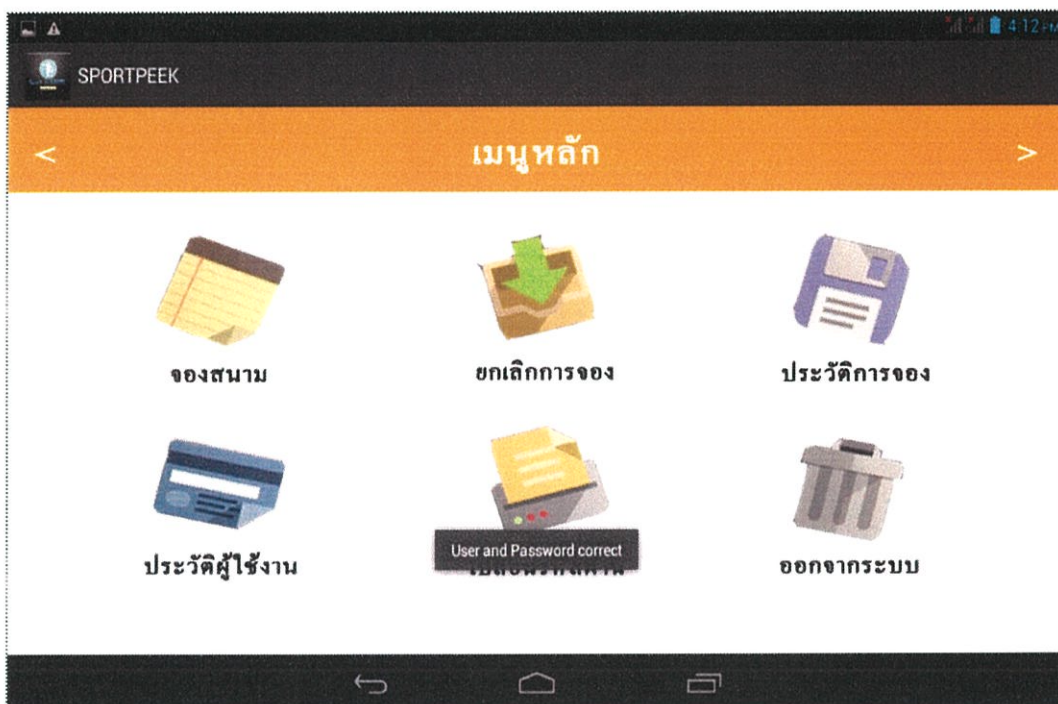 4:12 PM
SPORTPEEK
< เมนูหลัก >
จองสนาม
ยกเลิกการจอง
ประวัติการจอง
ประวัติผู้ใช้งาน
User and Password correct
ออกจากระบบ